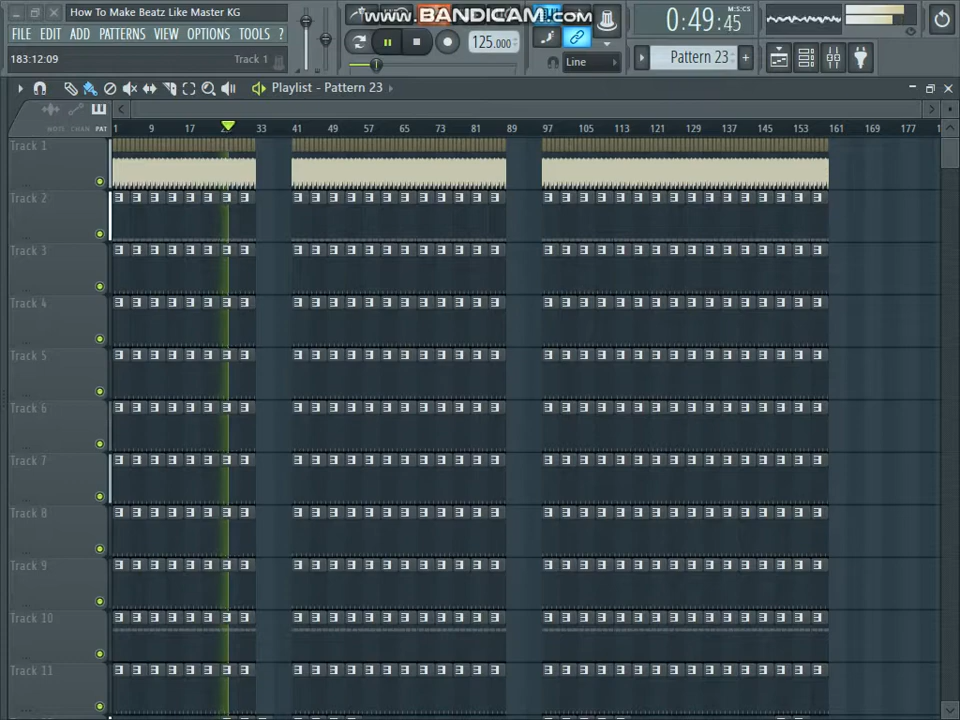 How To Make Beatz Like Master KG
www.BANDICAM.com
FILE EDIT ADD PATTERNS VIEW OPTIONS TOOLS ?
125.000
0:49:45
M:S:CS
183:12:09
Track 1
Line
Pattern 23
Playlist - Pattern 23
NOTE CHAN PAT
1 9 17 33 41 49 57 65 73 81 89 97 105 113 121 129 137 145 153 161 169 177
Track 1
Track 2
Track 3
Track 4
Track 5
Track 6
Track 7
Track 8
Track 9
Track 10
Track 11